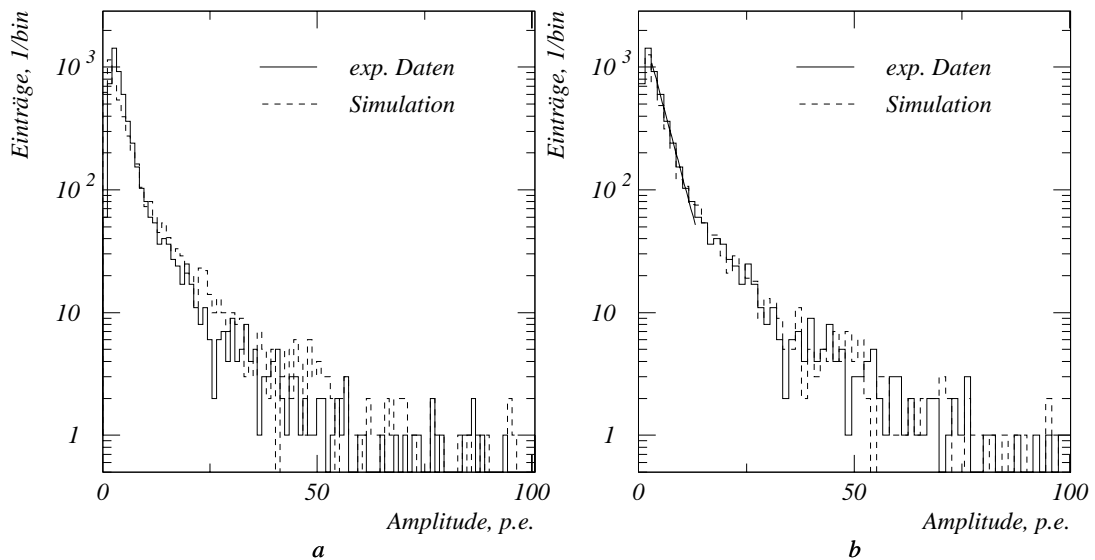 Einträge, 1/bin
10³
10²
10
1
exp. Daten
Simulation
0
50
100
Amplitude, p.e.
a
Einträge, 1/bin
10³
10²
10
1
exp. Daten
Simulation
0
50
100
Amplitude, p.e.
b